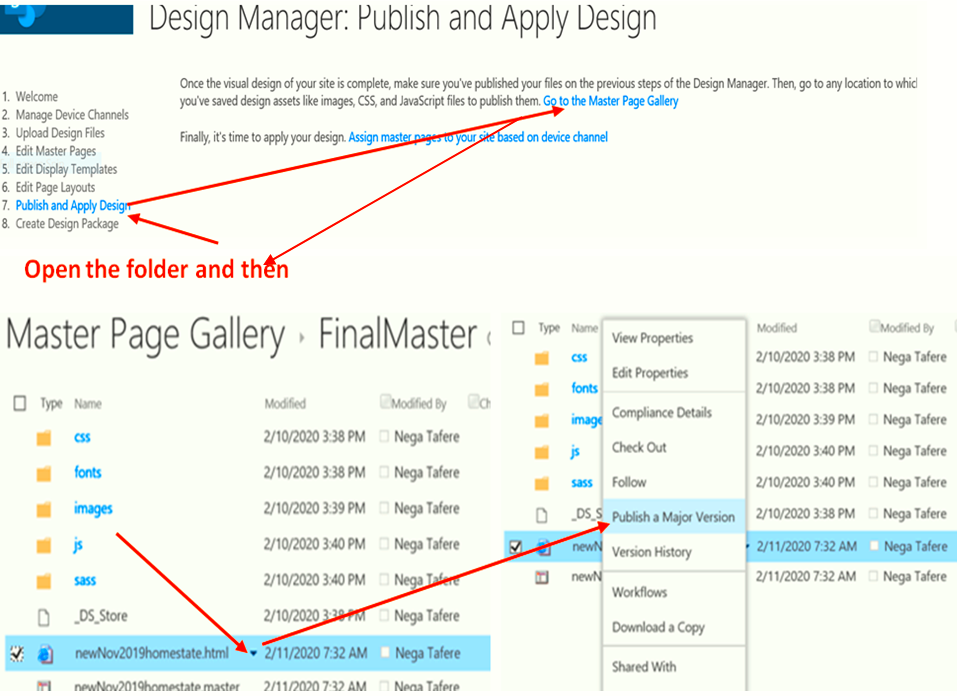 Design Manager: Publish and Apply Design
Once the visual design of your site is complete, make sure you've published your files on the previous steps of the Design Manager. Then, go to any location to which
you've saved design assets like images, CSS, and JavaScript files to publish them. Go to the Master Page Gallery
Finally, it's time to apply your design. Assign master pages to your site based on device channel
1. Welcome
2. Manage Device Channels
3. Upload Design Files
4. Edit Master Pages
5. Edit Display Templates
6. Edit Page Layouts
7. Publish and Apply Design
8. Create Design Package
Open the folder and then
Master Page Gallery › FinalMaster
Type Name Modified Modified By Ch
css 2/10/2020 3:38 PM Nega Tafere
fonts 2/10/2020 3:38 PM Nega Tafere
images 2/10/2020 3:39 PM Nega Tafere
js 2/10/2020 3:40 PM Nega Tafere
sass 2/10/2020 3:40 PM Nega Tafere
_DS_Store 2/10/2020 3:38 PM Nega Tafere
newNov2019homestate.html 2/11/2020 7:32 AM Nega Tafere
newNov2019homestate.master 2/11/2020 7:32 AM Nega Tafere
Type Name Modified Modified By
css 2/10/2020 3:38 PM Nega Tafere
fonts 2/10/2020 3:38 PM Nega Tafere
image 2/10/2020 3:39 PM Nega Tafere
js 2/10/2020 3:40 PM Nega Tafere
sass 2/10/2020 3:40 PM Nega Tafere
_DS_S 2/10/2020 3:38 PM Nega Tafere
newN 2/11/2020 7:32 AM Nega Tafere
newN 2/11/2020 7:32 AM Nega Tafere
View Properties
Edit Properties
Compliance Details
Check Out
Follow
Publish a Major Version
Version History
Workflows
Download a Copy
Shared With